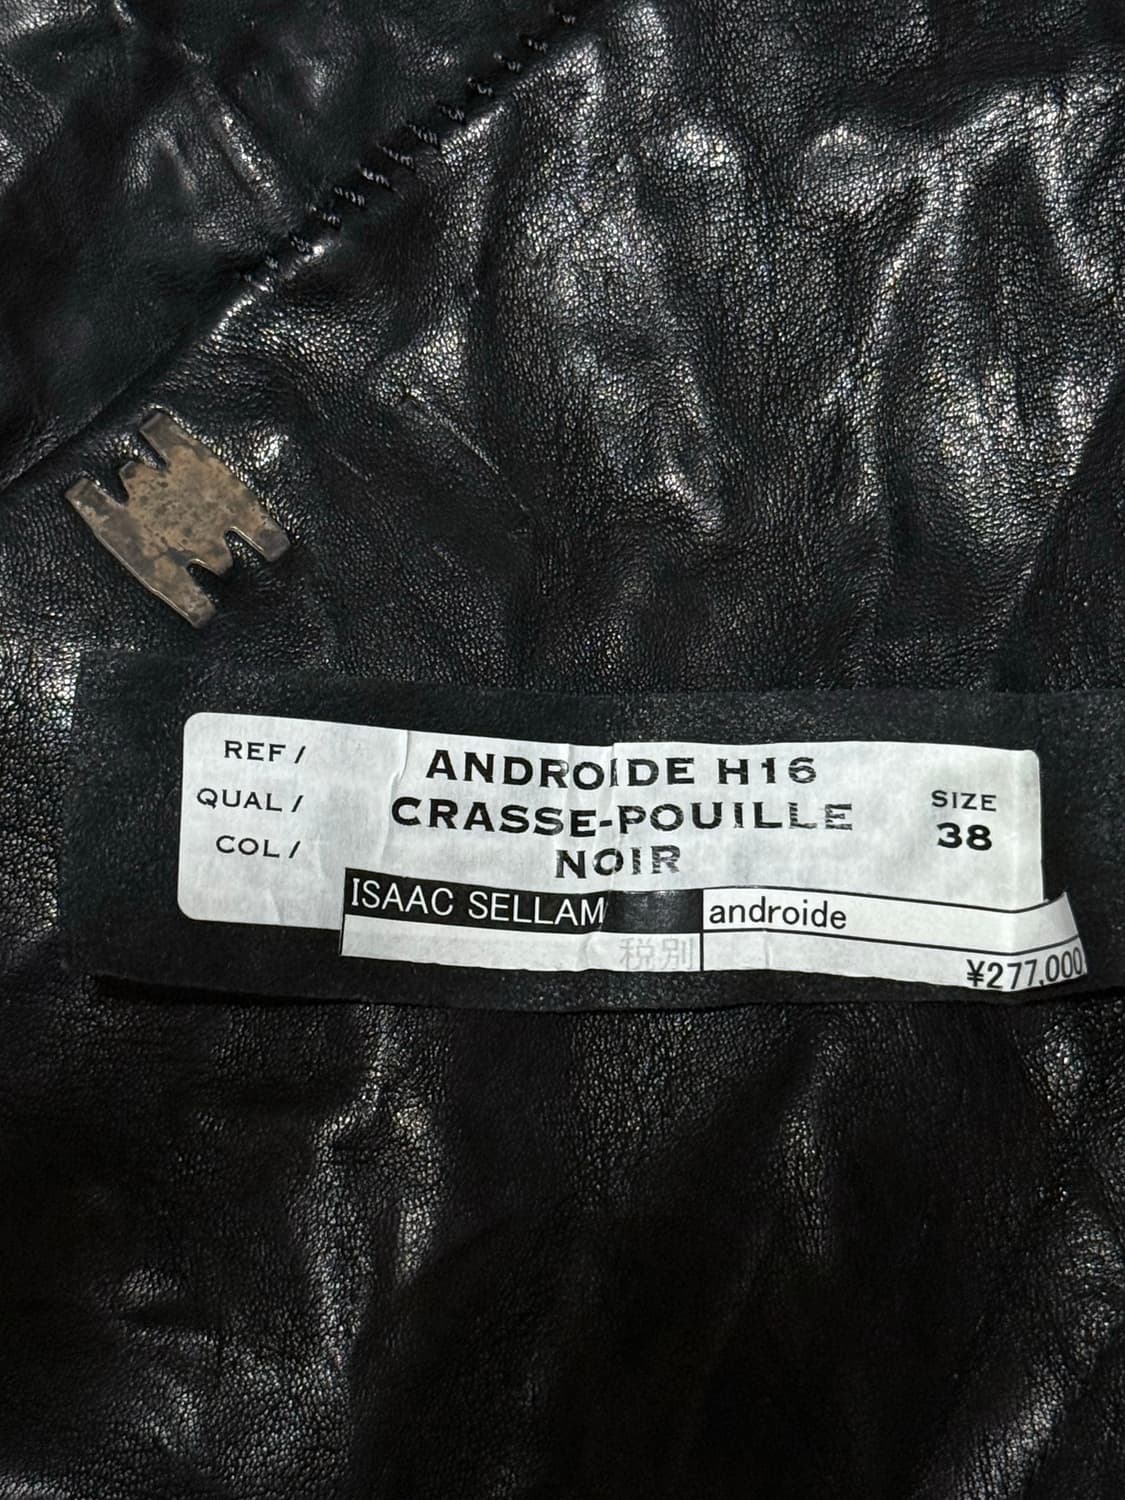 REF / ANDROIDE H16
QUAL / CRASSE-POUILLE
COL / NOIR
SIZE
38
ISAAC SELLAM androide
税別 ¥277,000